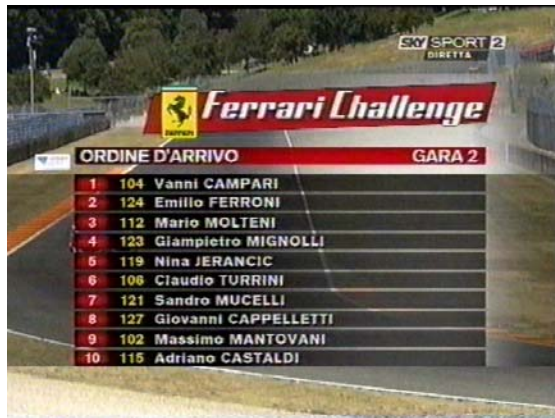 SKY SPORT 2
DIRETTA
Ferrari Challenge
Ferrari
ORDINE D'ARRIVO GARA 2
1 104 Vanni CAMPARI
2 124 Emilio FERRONI
3 112 Mario MOLTENI
4 123 Giampietro MIGNOLLI
5 119 Nina JERANCIC
6 106 Claudio TURRINI
7 121 Sandro MUCELLI
8 127 Giovanni CAPPELLETTI
9 102 Massimo MANTOVANI
10 115 Adriano CASTALDI